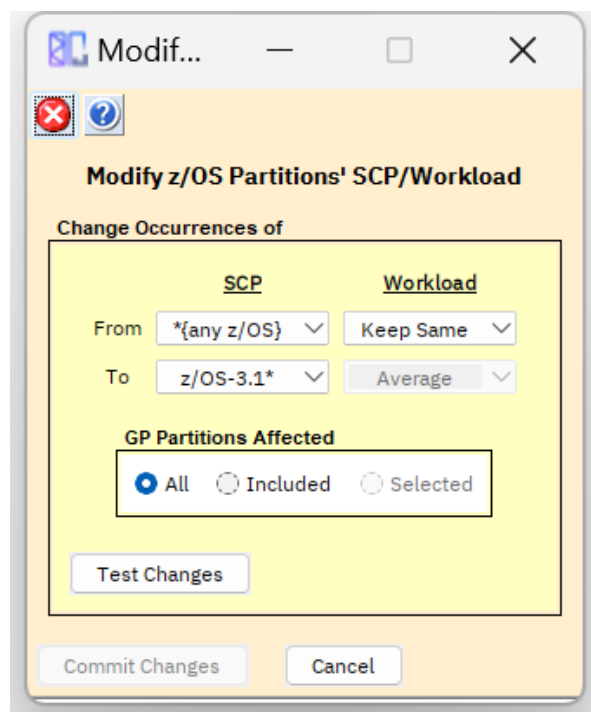 Modif...
Modify z/OS Partitions' SCP/Workload
Change Occurrences of
SCP Workload
From *{any z/OS} Keep Same
To z/OS-3.1* Average
GP Partitions Affected
All Included Selected
Test Changes
Commit Changes Cancel